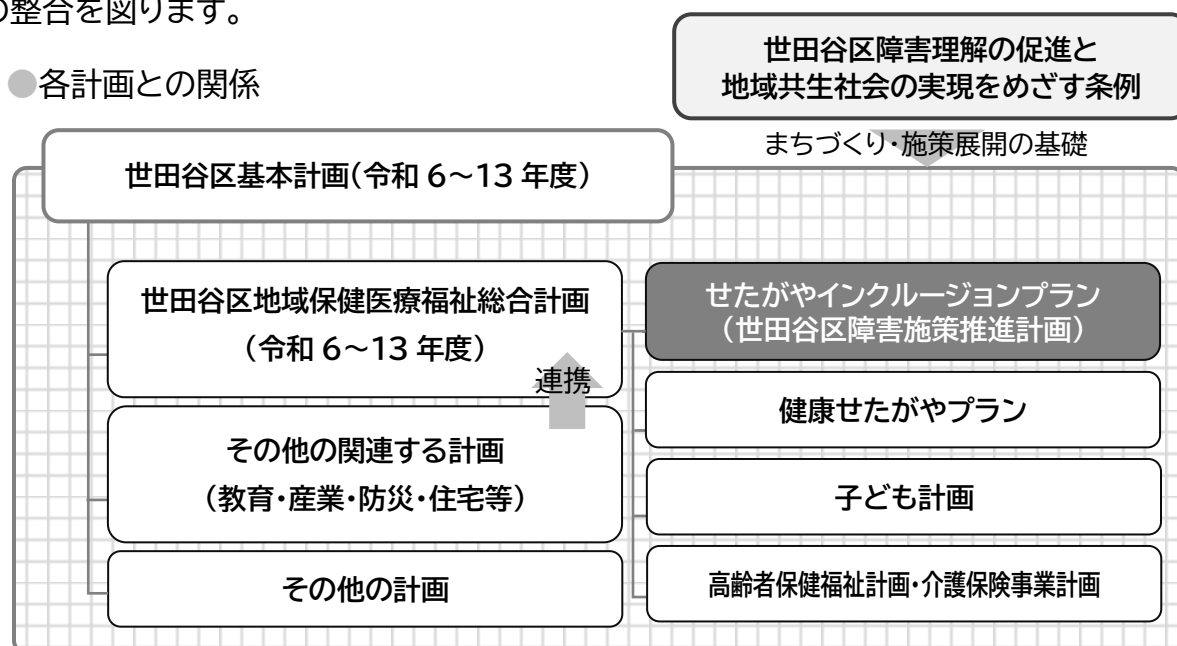 の整合を図ります。
●各計画との関係
世田谷区障害理解の促進と
地域共生社会の実現をめざす条例
まちづくり・施策展開の基礎
世田谷区基本計画(令和 6~13 年度)
世田谷区地域保健医療福祉総合計画
(令和 6~13 年度)
連携
その他の関連する計画
(教育・産業・防災・住宅等)
その他の計画
せたがやインクルージョンプラン
(世田谷区障害施策推進計画)
健康せたがやプラン
子ども計画
高齢者保健福祉計画・介護保険事業計画